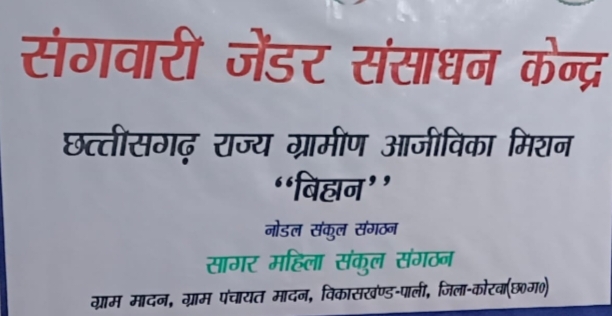 संगवारी जेंडर संसाधन केन्द्र
छत्तीसगढ़ राज्य ग्रामीण आजीविका मिशन
“बिहान’’
नोडल संकुल संगठन
सागर महिला संकुल संगठन
ग्राम मादन, ग्राम पंचायत मादन, विकासखण्ड-पाली, जिला-कोरबा(छ0ग0)